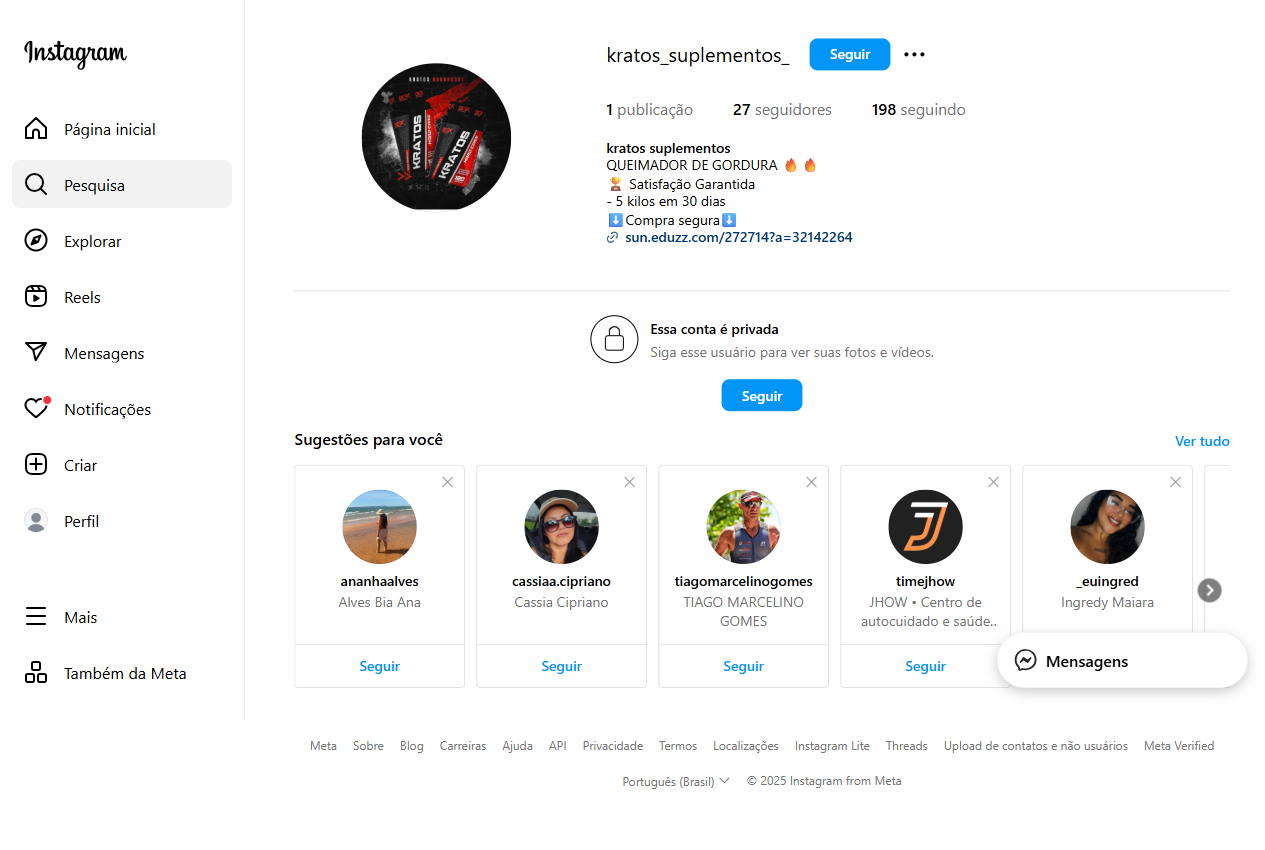 Instagram
Página inicial
Pesquisa
Explorar
Reels
Mensagens
Notificações
Criar
Perfil
Mais
Também da Meta
KRATOS
KRATOS
KRATOS
kratos_suplementos_
Seguir
1 publicação 27 seguidores 198 seguindo
kratos suplementos
QUEIMADOR DE GORDURA 🔥 🔥
🏆 Satisfação Garantida
- 5 kilos em 30 dias
⬇️Compra segura⬇️
sun.eduzz.com/272714?a=32142264
Essa conta é privada
Siga esse usuário para ver suas fotos e vídeos.
Seguir
Sugestões para você
Ver tudo
ananhaalves
Alves Bia Ana
Seguir
cassiaa.cipriano
Cassia Cipriano
Seguir
tiagomarcelinogomes
TIAGO MARCELINO
GOMES
Seguir
timejhow
JHOW • Centro de
autocuidado e saúde..
Seguir
_euingred
Ingredy Maiara
Mensagens
Meta Sobre Blog Carreiras Ajuda API Privacidade Termos Localizações Instagram Lite Threads Upload de contatos e não usuários Meta Verified
Português (Brasil) © 2025 Instagram from Meta